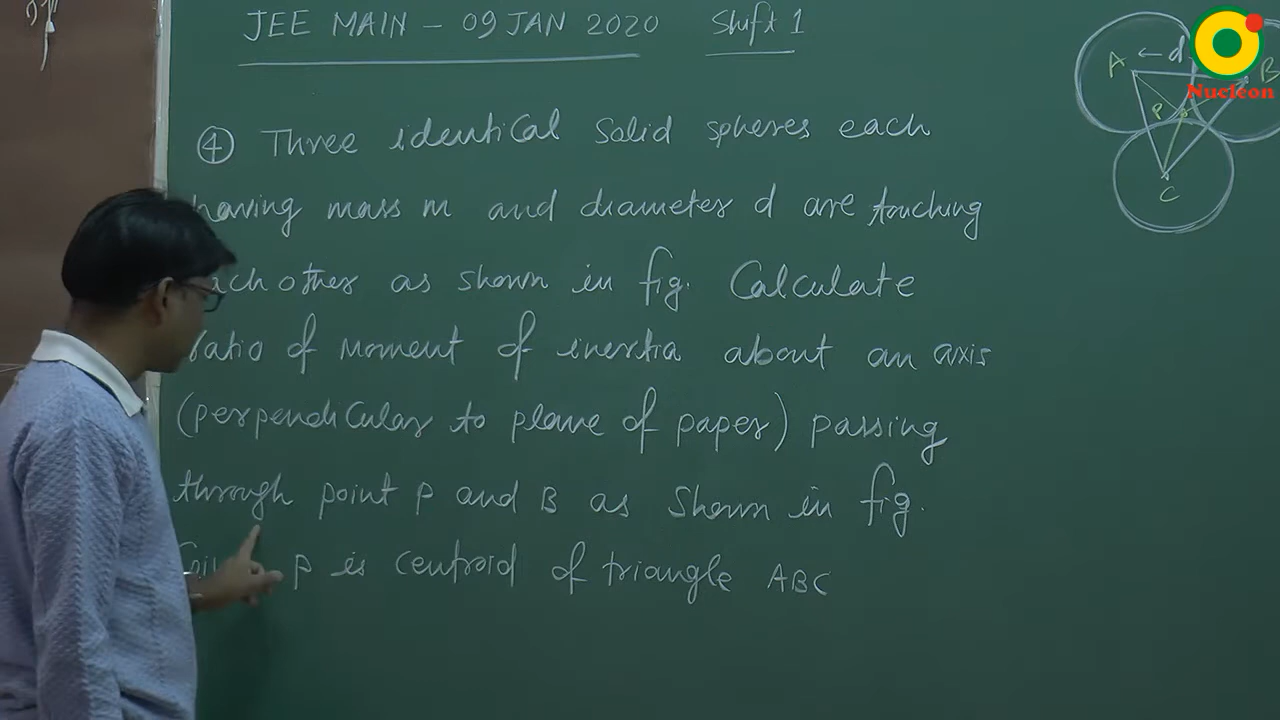 JEE MAIN - 09 JAN 2020 Shift 1
④ Three identical solid spheres each
having mass m and diameter d are touching
each other as shown in fig. Calculate
ratio of Moment of inertia about an axis
(perpendicular to plane of paper) passing
through point P and B as shown in fig.
P is centroid of triangle ABC
A ← d B
P
C
Nucleon